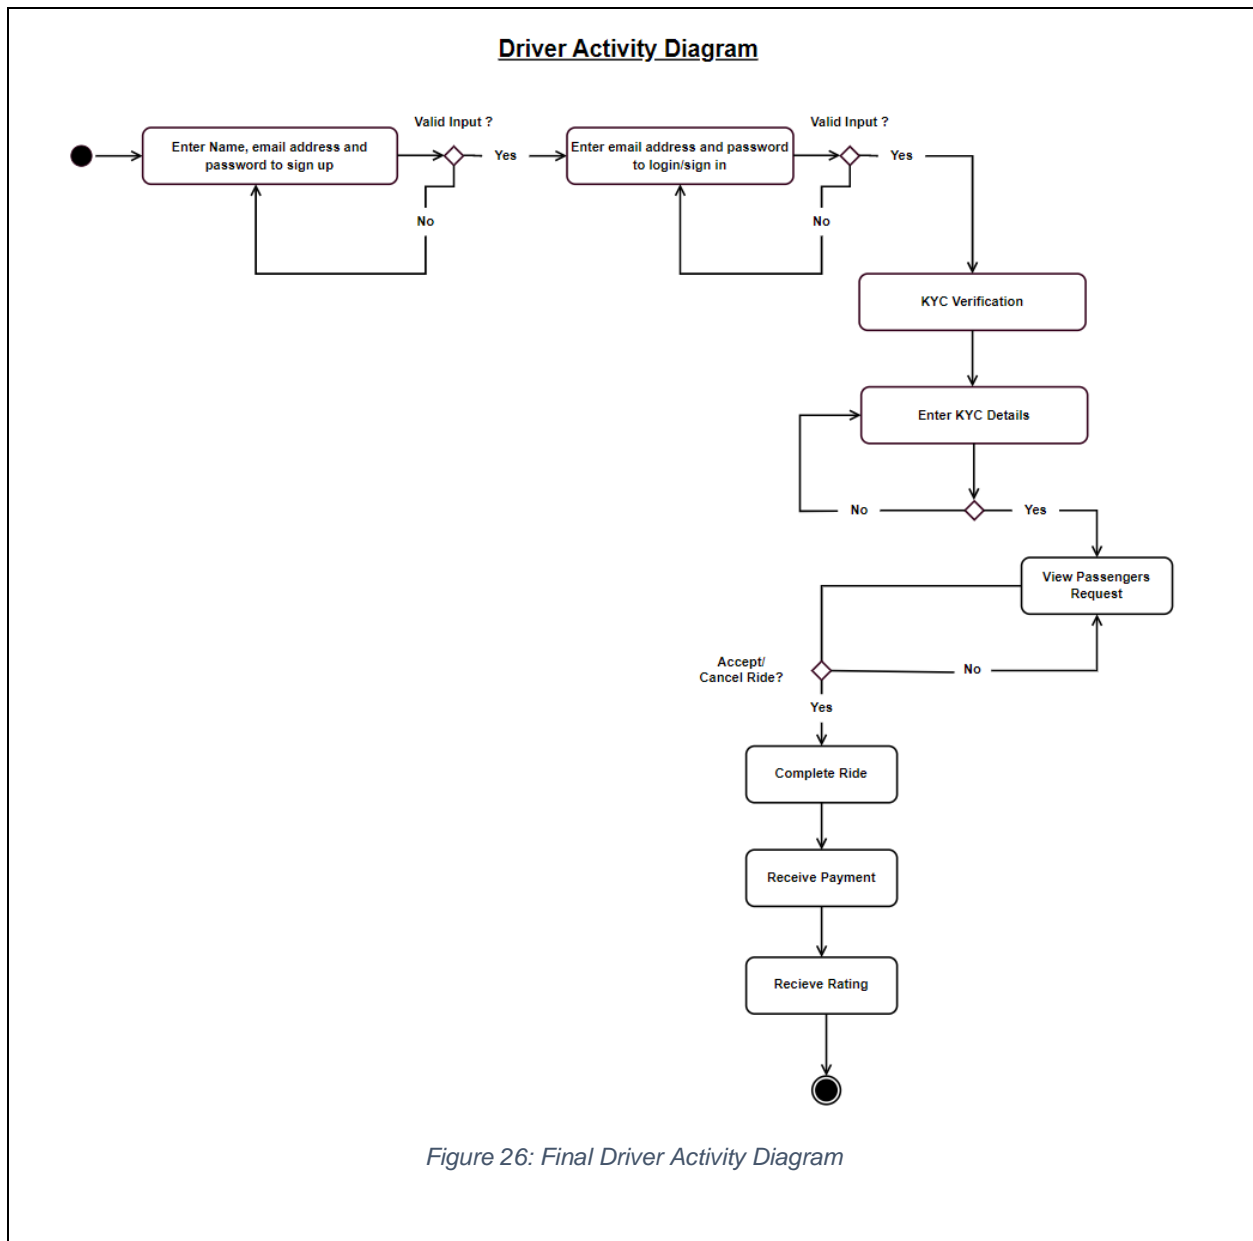 Driver Activity Diagram
Valid Input ?
Valid Input ?
Enter Name, email address and
password to sign up
Yes
Enter email address and password
to login/sign in
Yes
No
No
KYC Verification
Enter KYC Details
No
Yes
View Passengers
Request
Accept/
Cancel Ride?
No
Yes
Complete Ride
Receive Payment
Recieve Rating
Figure 26: Final Driver Activity Diagram